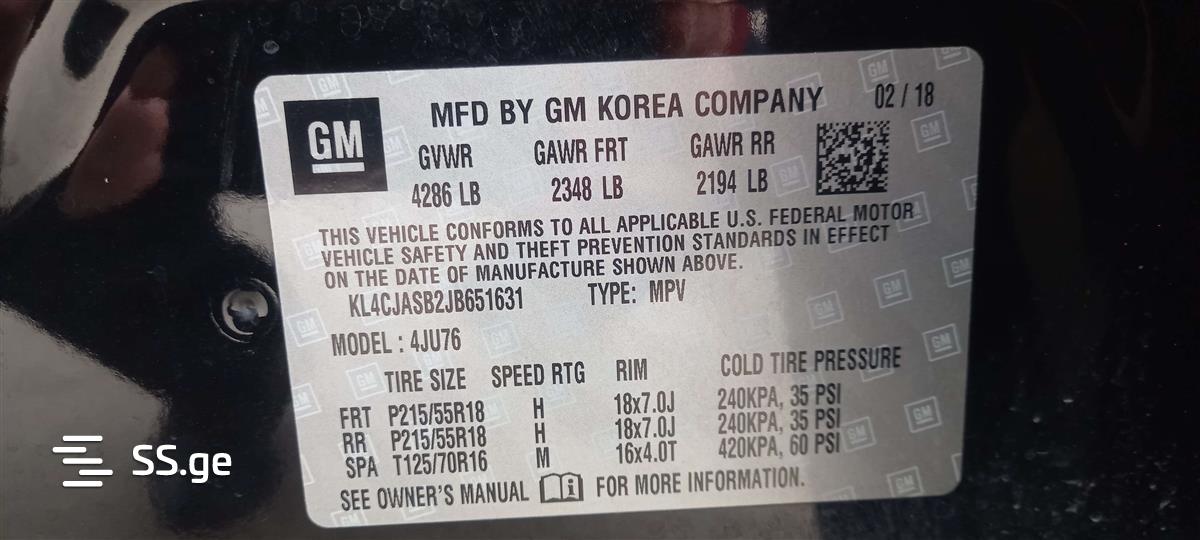 GM
MFD BY GM KOREA COMPANY 02 / 18
GVWR GAWR FRT GAWR RR
4286 LB 2348 LB 2194 LB
THIS VEHICLE CONFORMS TO ALL APPLICABLE U.S. FEDERAL MOTOR
VEHICLE SAFETY AND THEFT PREVENTION STANDARDS IN EFFECT
ON THE DATE OF MANUFACTURE SHOWN ABOVE.
KL4CJASB2JB651631 TYPE: MPV
MODEL : 4JU76
TIRE SIZE SPEED RTG RIM COLD TIRE PRESSURE
FRT P215/55R18 H 18x7.0J 240KPA, 35 PSI
RR P215/55R18 H 18x7.0J 240KPA, 35 PSI
SPA T125/70R16 M 16x4.0T 420KPA, 60 PSI
SEE OWNER'S MANUAL FOR MORE INFORMATION.
SS.ge